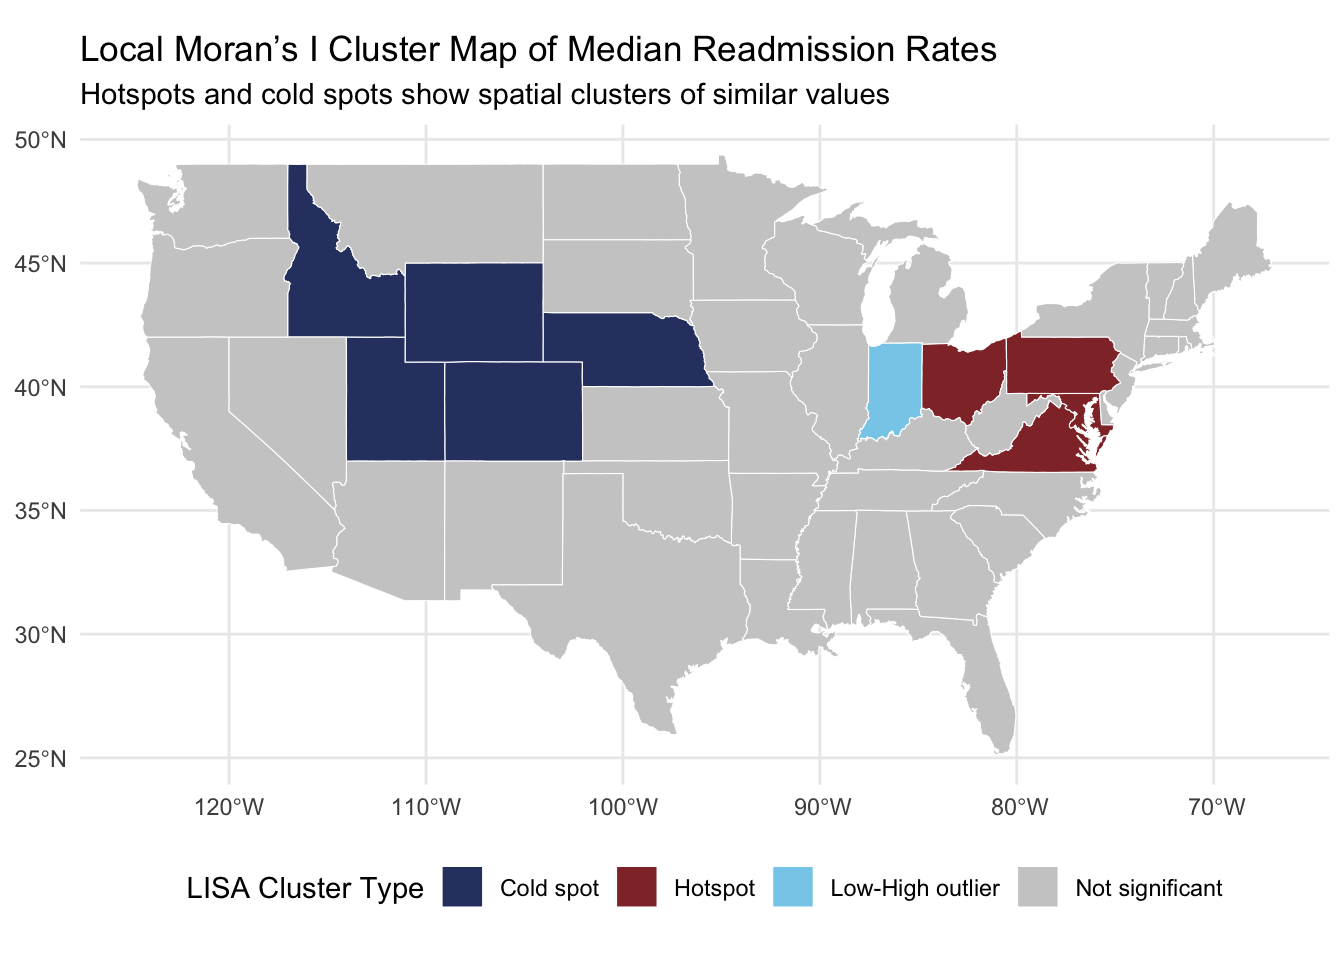 Local Moran’s I Cluster Map of Median Readmission Rates
Hotspots and cold spots show spatial clusters of similar values
50°N
45°N
40°N
35°N
30°N
25°N
120°W 110°W 100°W 90°W 80°W 70°W
LISA Cluster Type Cold spot Hotspot Low-High outlier Not significant